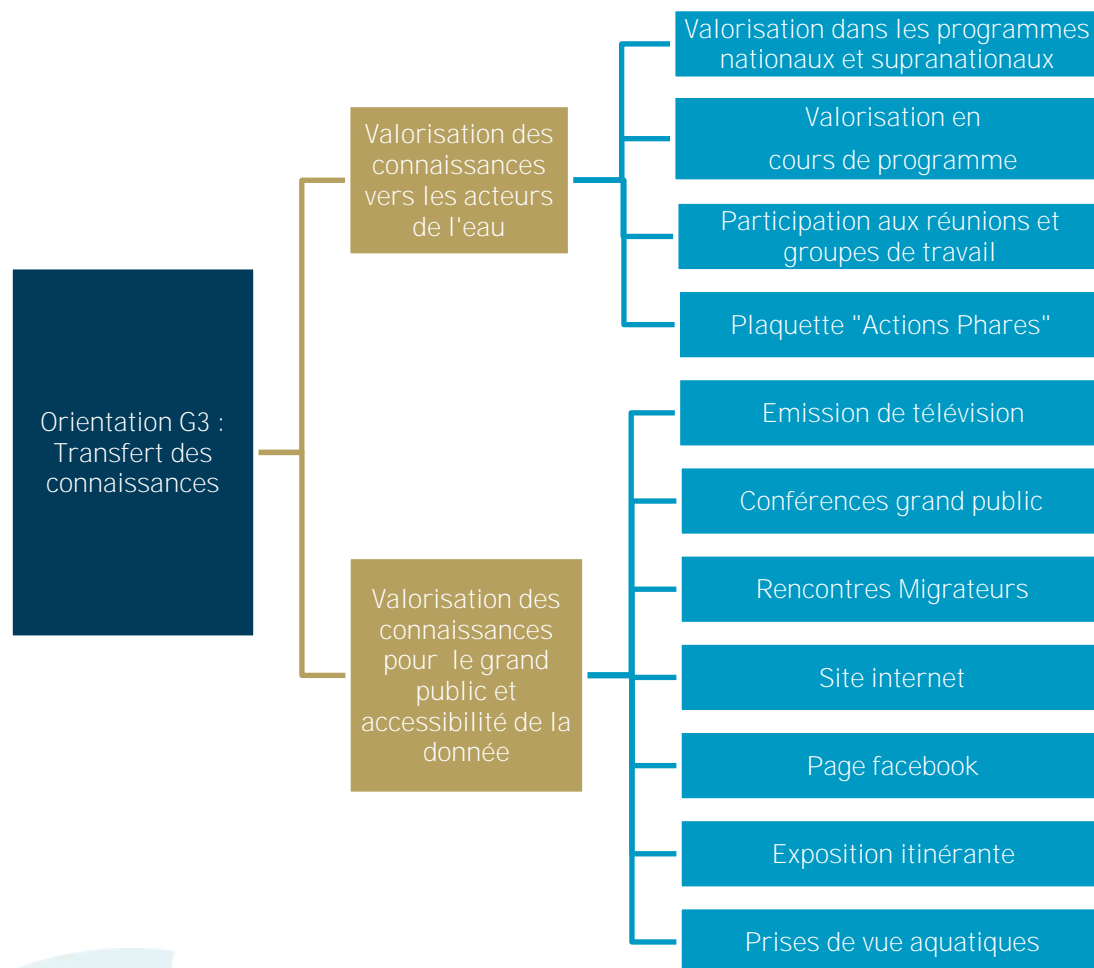 Orientation G3 :
Transfert des
connaissances
Valorisation des
connaissances
vers les acteurs
de l'eau
Valorisation dans les programmes
nationaux et supranationaux
Valorisation en
cours de programme
Participation aux réunions et
groupes de travail
Plaquette "Actions Phares"
Valorisation des
connaissances
pour le grand
public et
accessibilité de la
donnée
Emission de télévision
Conférences grand public
Rencontres Migrateurs
Site internet
Page facebook
Exposition itinérante
Prises de vue aquatiques